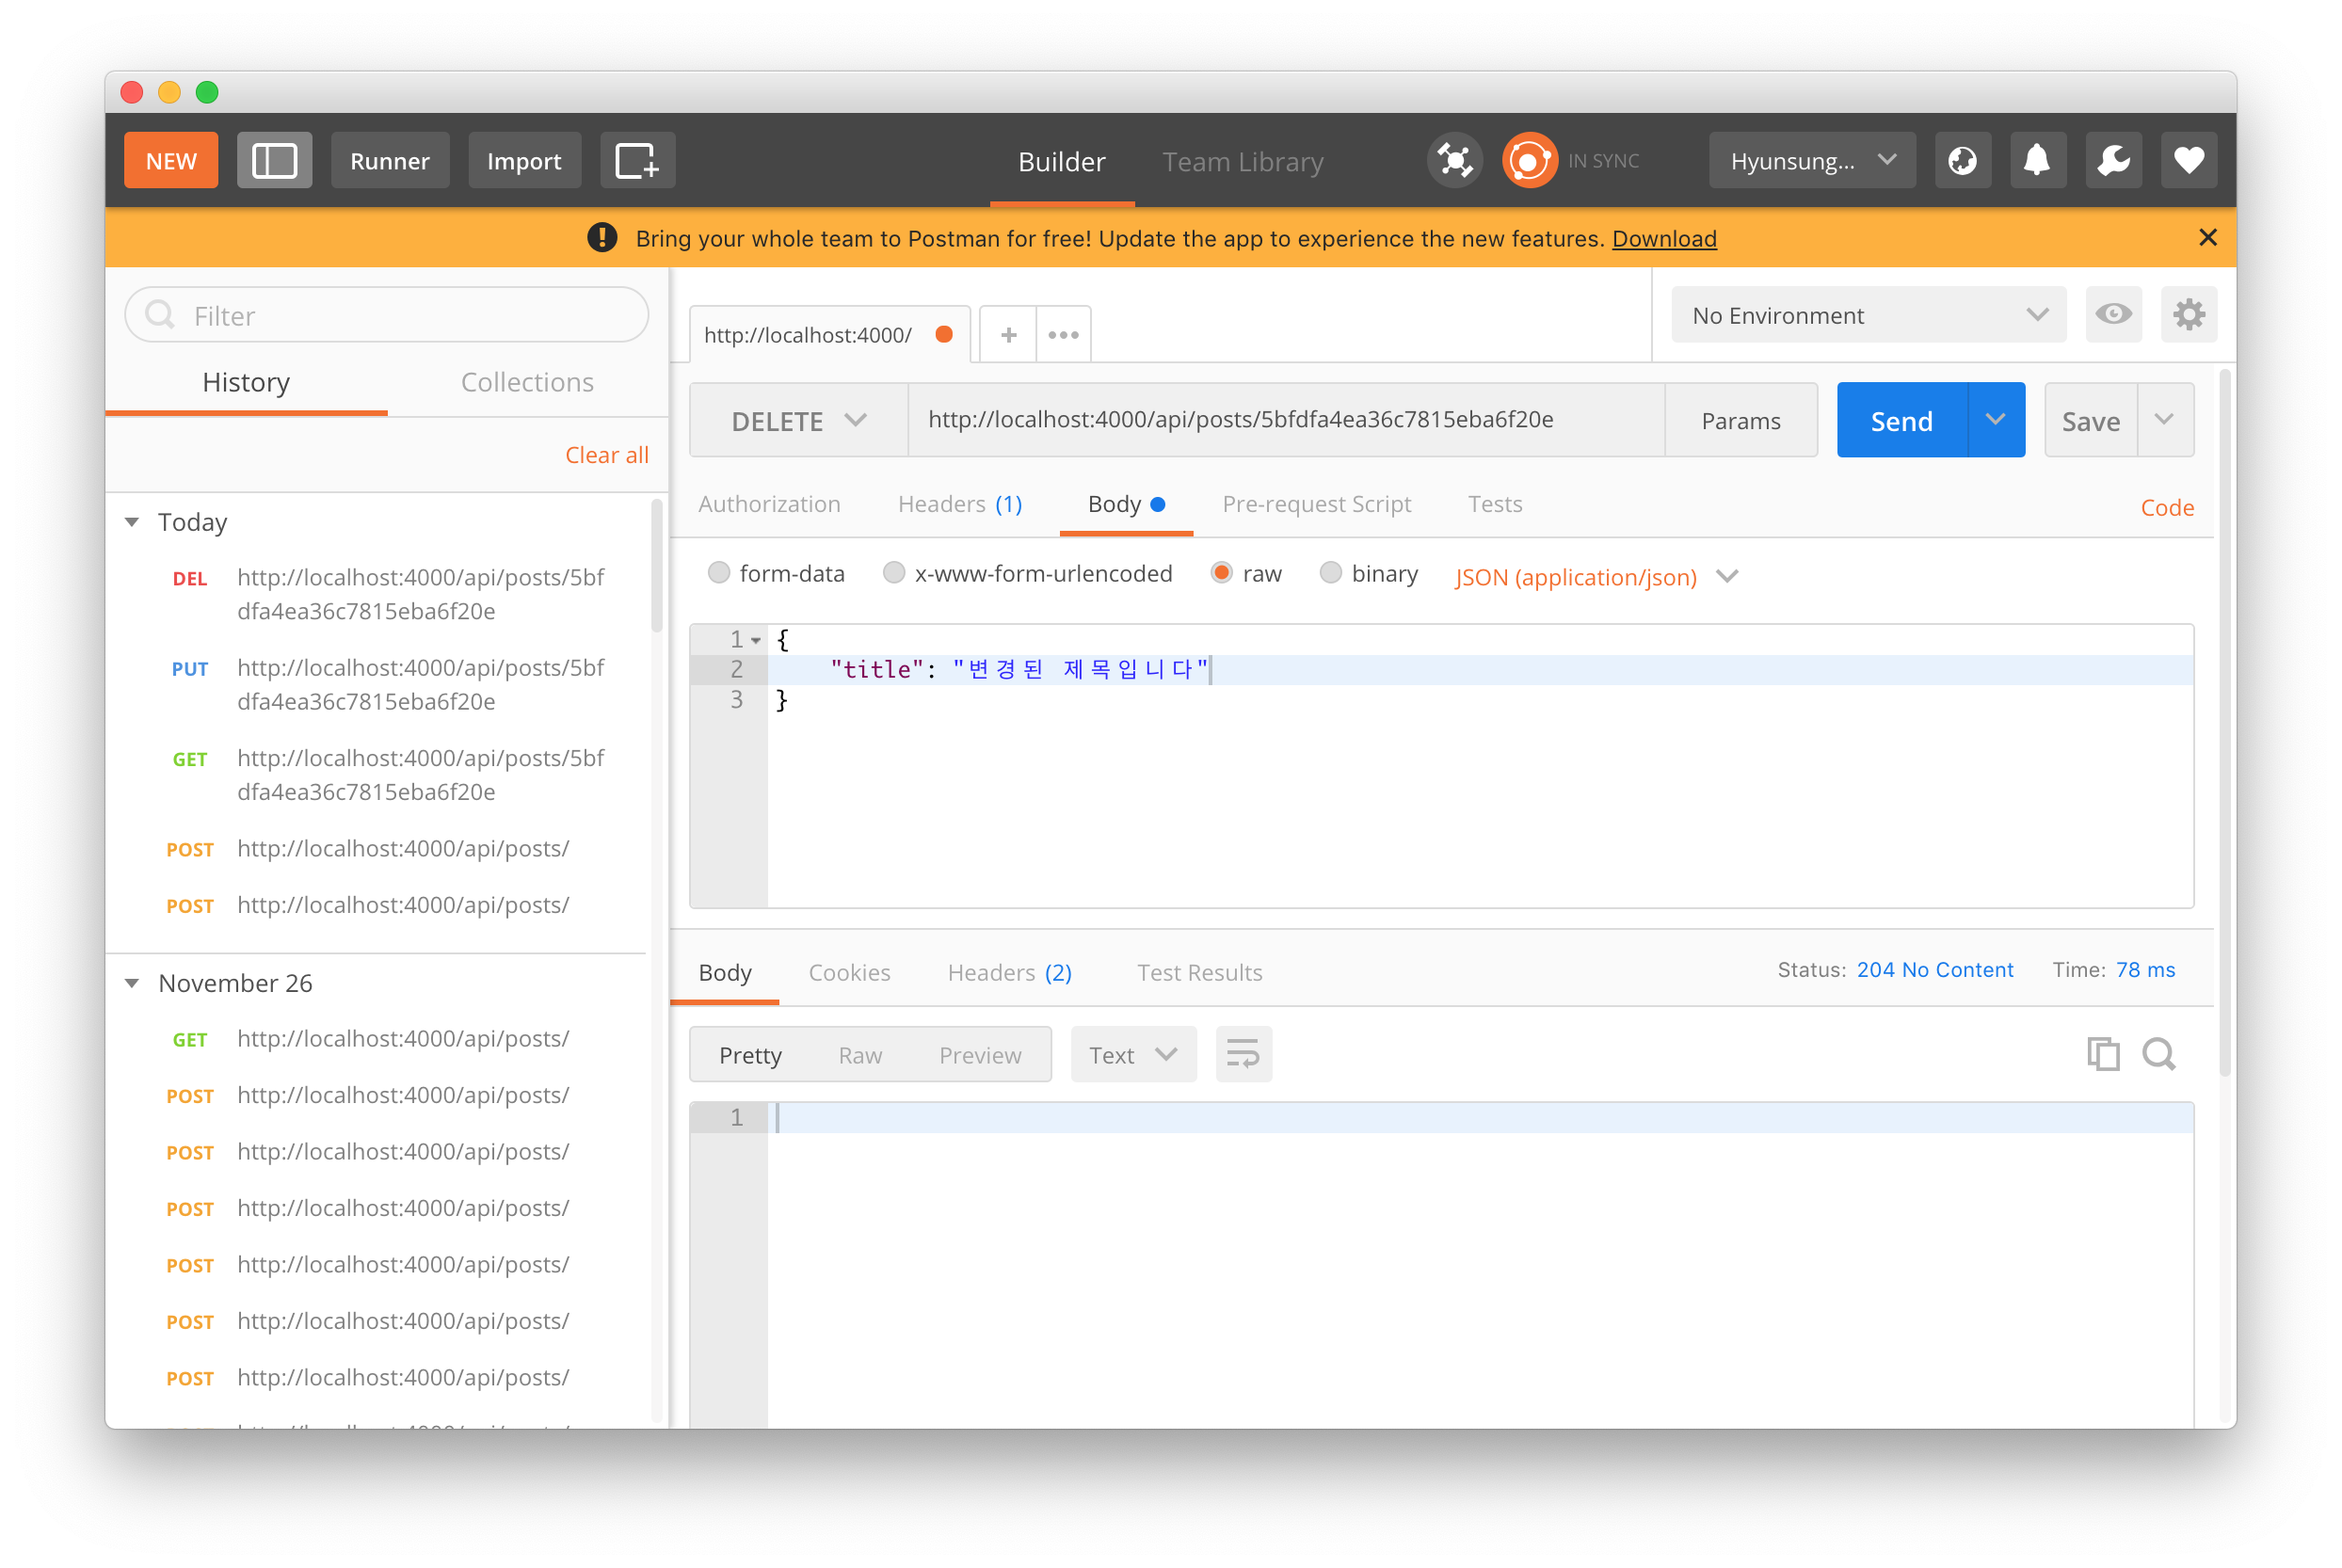 NEW
Runner
Import
Builder
Team Library
IN SYNC
Hyunsung...
Bring your whole team to Postman for free! Update the app to experience the new features. Download
Filter
History
Collections
Clear all
Today
DEL http://localhost:4000/api/posts/5bf
dfa4ea36c7815eba6f20e
PUT http://localhost:4000/api/posts/5bf
dfa4ea36c7815eba6f20e
GET http://localhost:4000/api/posts/5bf
dfa4ea36c7815eba6f20e
POST http://localhost:4000/api/posts/
POST http://localhost:4000/api/posts/
November 26
GET http://localhost:4000/api/posts/
POST http://localhost:4000/api/posts/
POST http://localhost:4000/api/posts/
POST http://localhost:4000/api/posts/
POST http://localhost:4000/api/posts/
POST http://localhost:4000/api/posts/
POST http://localhost:4000/api/posts/
http://localhost:4000/
No Environment
DELETE
http://localhost:4000/api/posts/5bfdfa4ea36c7815eba6f20e
Params
Send
Save
Authorization
Headers (1)
Body
Pre-request Script
Tests
Code
form-data
x-www-form-urlencoded
raw
binary
JSON (application/json)
1 {
2 "title": "변경된 제목입니다"
3 }
Body
Cookies
Headers (2)
Test Results
Status: 204 No Content
Time: 78 ms
Pretty
Raw
Preview
Text
1